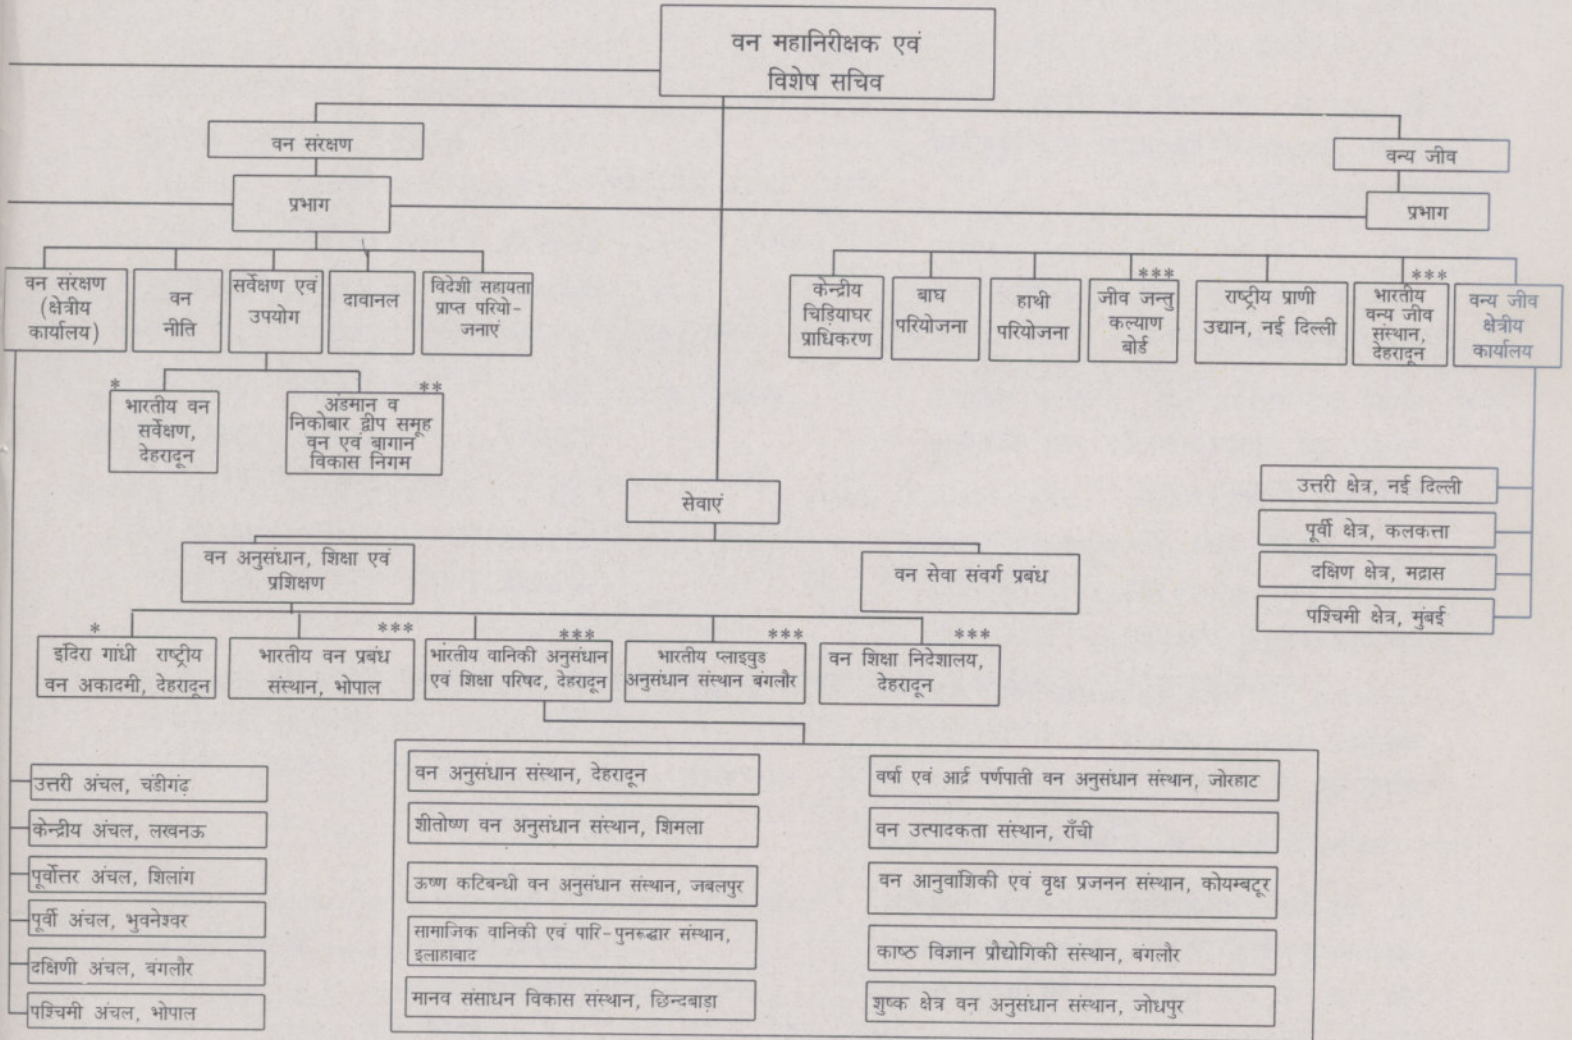 वन महानिरीक्षक एवं
विशेष सचिव
वन संरक्षण
वन्य जीव
प्रभाग
प्रभाग
वन संरक्षण
(क्षेत्रीय
कार्यालय)
वन
नीति
सर्वेक्षण एवं
उपयोग
दावानल
विदेशी सहायता
प्राप्त परियो-
जनाएं
केन्द्रीय
चिड़ियाघर
प्राधिकरण
बाघ
परियोजना
हाथी
परियोजना
***
जीव जन्तु
कल्याण
बोर्ड
राष्ट्रीय प्राणी
उद्यान, नई दिल्ली
***
भारतीय
वन्य जीव
संस्थान,
देहरादून
वन्य जीव
क्षेत्रीय
कार्यालय
*
भारतीय वन
सर्वेक्षण,
देहरादून
**
अंडमान व
निकोबार द्वीप समूह
वन एवं बागान
विकास निगम
उत्तरी क्षेत्र, नई दिल्ली
पूर्वी क्षेत्र, कलकत्ता
दक्षिण क्षेत्र, मद्रास
पश्चिमी क्षेत्र, मुंबई
सेवाएं
वन अनुसंधान, शिक्षा एवं
प्रशिक्षण
वन सेवा संवर्ग प्रबंध
*
इंदिरा गांधी राष्ट्रीय
वन अकादमी, देहरादून
***
भारतीय वन प्रबंध
संस्थान, भोपाल
***
भारतीय वानिकी अनुसंधान
एवं शिक्षा परिषद, देहरादून
***
भारतीय प्लाइवुड
अनुसंधान संस्थान बंगलौर
***
वन शिक्षा निदेशालय,
देहरादून
उत्तरी अंचल, चंडीगढ़
केन्द्रीय अंचल, लखनऊ
पूर्वोत्तर अंचल, शिलांग
पूर्वी अंचल, भुवनेश्वर
दक्षिणी अंचल, बंगलौर
पश्चिमी अंचल, भोपाल
वन अनुसंधान संस्थान, देहरादून
शीतोष्ण वन अनुसंधान संस्थान, शिमला
ऊष्ण कटिबन्धी वन अनुसंधान संस्थान, जबलपुर
सामाजिक वानिकी एवं पारि-पुनरूद्धार संस्थान,
इलाहाबाद
मानव संसाधन विकास संस्थान, छिन्दबाड़ा
वर्षा एवं आर्द्र पर्णपाती वन अनुसंधान संस्थान, जोरहाट
वन उत्पादकता संस्थान, राँची
वन आनुवांशिकी एवं वृक्ष प्रजनन संस्थान, कोयम्बटूर
काष्ठ विज्ञान प्रौद्योगिकी संस्थान, बंगलौर
शुष्क क्षेत्र वन अनुसंधान संस्थान, जोधपुर